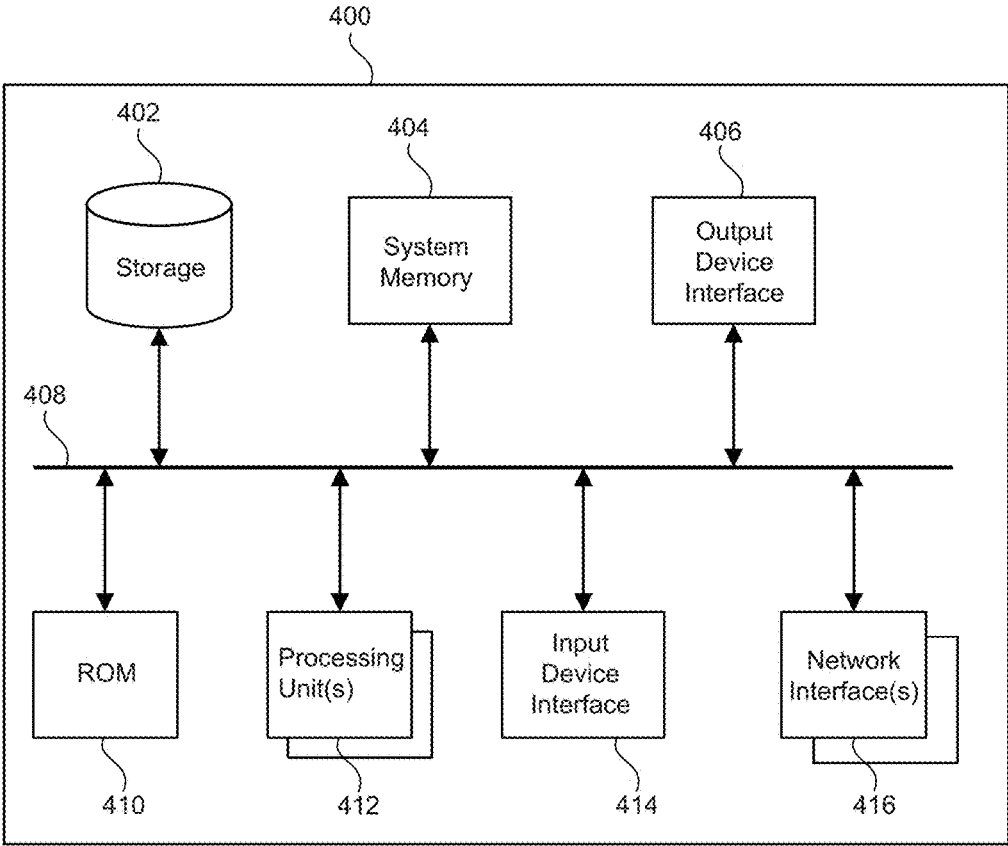 400
402
404
406
Storage
System
Memory
Output
Device
Interface
408
ROM
Processing
Unit(s)
Input
Device
Interface
Network
Interface(s)
410
412
414
416